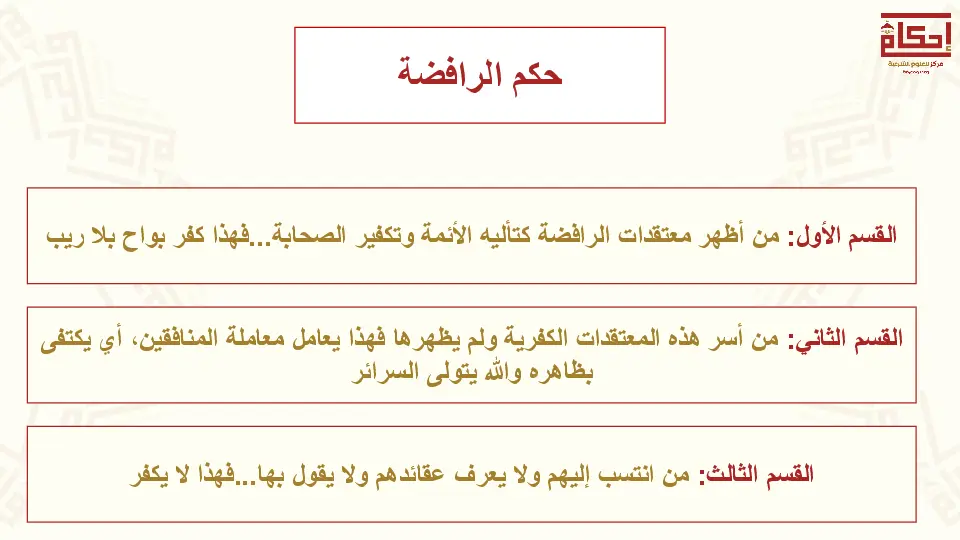 إحكام
مركز للعلوم الشرعية
حكم الرافضة
القسم الأول: من أظهر معتقدات الرافضة كتأليه الأئمة وتكفير الصحابة...فهذا كفر بواح بلا ريب
القسم الثاني: من أسر هذه المعتقدات الكفرية ولم يظهرها فهذا يعامل معاملة المنافقين، أي يكتفى
بظاهره والله يتولى السرائر
القسم الثالث: من انتسب إليهم ولا يعرف عقائدهم ولا يقول بها...فهذا لا يكفر